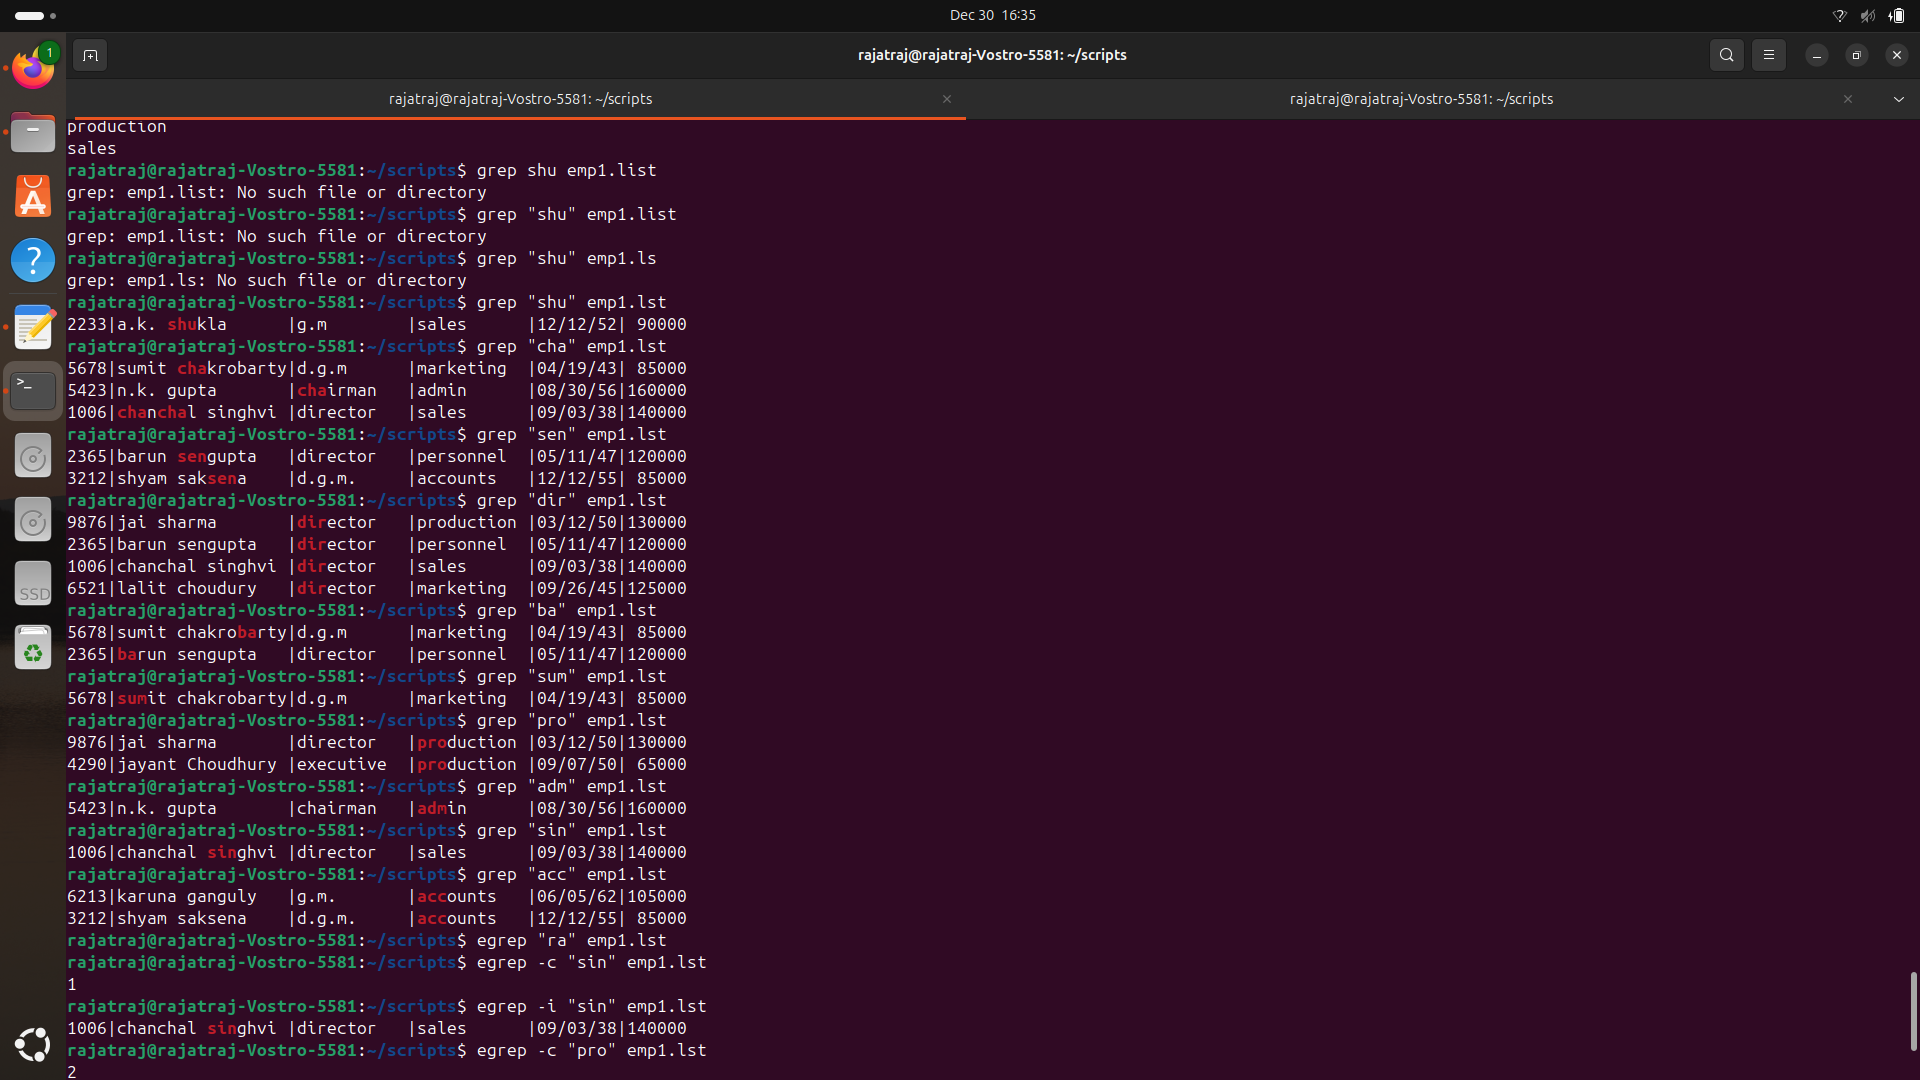 Dec 30 16:35
rajatraj@rajatraj-Vostro-5581: ~/scripts
rajatraj@rajatraj-Vostro-5581: ~/scripts
rajatraj@rajatraj-Vostro-5581: ~/scripts
1
SSD
production
sales
rajatraj@rajatraj-Vostro-5581:~/scripts$ grep shu emp1.list
grep: emp1.list: No such file or directory
rajatraj@rajatraj-Vostro-5581:~/scripts$ grep "shu" emp1.list
grep: emp1.list: No such file or directory
rajatraj@rajatraj-Vostro-5581:~/scripts$ grep "shu" emp1.ls
grep: emp1.ls: No such file or directory
rajatraj@rajatraj-Vostro-5581:~/scripts$ grep "shu" emp1.lst
2233|a.k. shukla      |g.m        |sales      |12/12/52| 90000
rajatraj@rajatraj-Vostro-5581:~/scripts$ grep "cha" emp1.lst
5678|sumit chakrobarty|d.g.m      |marketing  |04/19/43| 85000
5423|n.k. gupta       |chairman   |admin      |08/30/56|160000
1006|chanchal singhvi |director   |sales      |09/03/38|140000
rajatraj@rajatraj-Vostro-5581:~/scripts$ grep "sen" emp1.lst
2365|barun sengupta   |director   |personnel  |05/11/47|120000
3212|shyam saksena    |d.g.m.     |accounts   |12/12/55| 85000
rajatraj@rajatraj-Vostro-5581:~/scripts$ grep "dir" emp1.lst
9876|jai sharma       |director   |production |03/12/50|130000
2365|barun sengupta   |director   |personnel  |05/11/47|120000
1006|chanchal singhvi |director   |sales      |09/03/38|140000
6521|lalit choudury   |director   |marketing  |09/26/45|125000
rajatraj@rajatraj-Vostro-5581:~/scripts$ grep "ba" emp1.lst
5678|sumit chakrobarty|d.g.m      |marketing  |04/19/43| 85000
2365|barun sengupta   |director   |personnel  |05/11/47|120000
rajatraj@rajatraj-Vostro-5581:~/scripts$ grep "sum" emp1.lst
5678|sumit chakrobarty|d.g.m      |marketing  |04/19/43| 85000
rajatraj@rajatraj-Vostro-5581:~/scripts$ grep "pro" emp1.lst
9876|jai sharma       |director   |production |03/12/50|130000
4290|jayant Choudhury |executive  |production |09/07/50| 65000
rajatraj@rajatraj-Vostro-5581:~/scripts$ grep "adm" emp1.lst
5423|n.k. gupta       |chairman   |admin      |08/30/56|160000
rajatraj@rajatraj-Vostro-5581:~/scripts$ grep "sin" emp1.lst
1006|chanchal singhvi |director   |sales      |09/03/38|140000
rajatraj@rajatraj-Vostro-5581:~/scripts$ grep "acc" emp1.lst
6213|karuna ganguly   |g.m.       |accounts   |06/05/62|105000
3212|shyam saksena    |d.g.m.     |accounts   |12/12/55| 85000
rajatraj@rajatraj-Vostro-5581:~/scripts$ egrep "ra" emp1.lst
rajatraj@rajatraj-Vostro-5581:~/scripts$ egrep -c "sin" emp1.lst
1
rajatraj@rajatraj-Vostro-5581:~/scripts$ egrep -i "sin" emp1.lst
1006|chanchal singhvi |director   |sales      |09/03/38|140000
rajatraj@rajatraj-Vostro-5581:~/scripts$ egrep -c "pro" emp1.lst
2